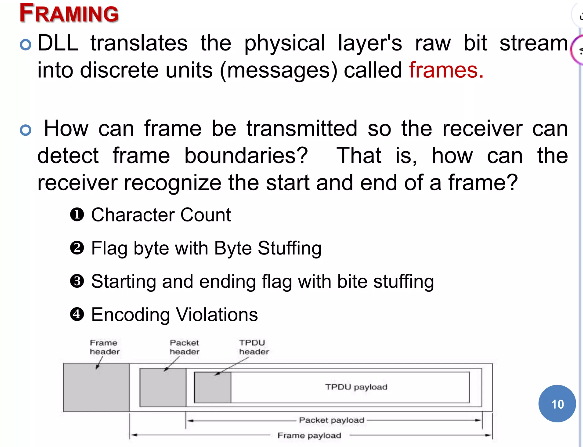 FRAMING
DLL translates the physical layer's raw bit stream
into discrete units (messages) called frames.
How can frame be transmitted so the receiver can
detect frame boundaries? That is, how can the
receiver recognize the start and end of a frame?
❶ Character Count
❷ Flag byte with Byte Stuffing
❸ Starting and ending flag with bite stuffing
❹ Encoding Violations
Frame header
Packet header
TPDU header
TPDU payload
Packet payload
Frame payload
10